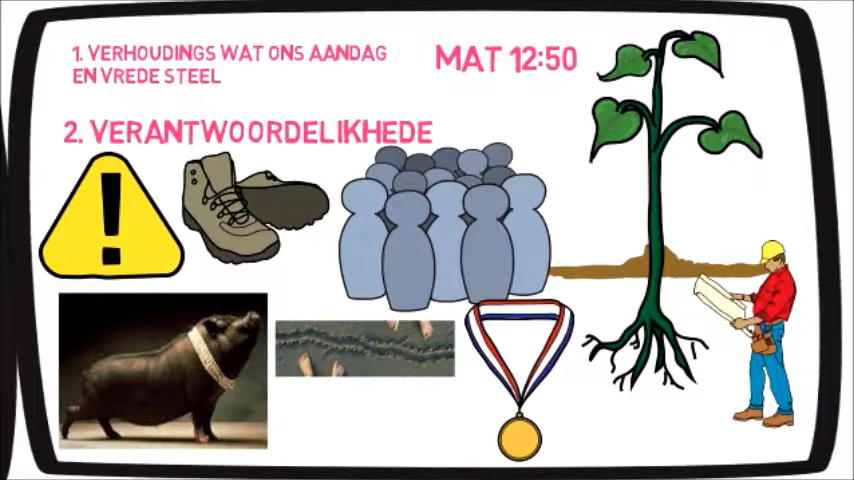 1. VERHOUDINGS WAT ONS AANDAG
EN VREDE STEEL
MAT 12:50
2. VERANTWOORDELIKHEDE